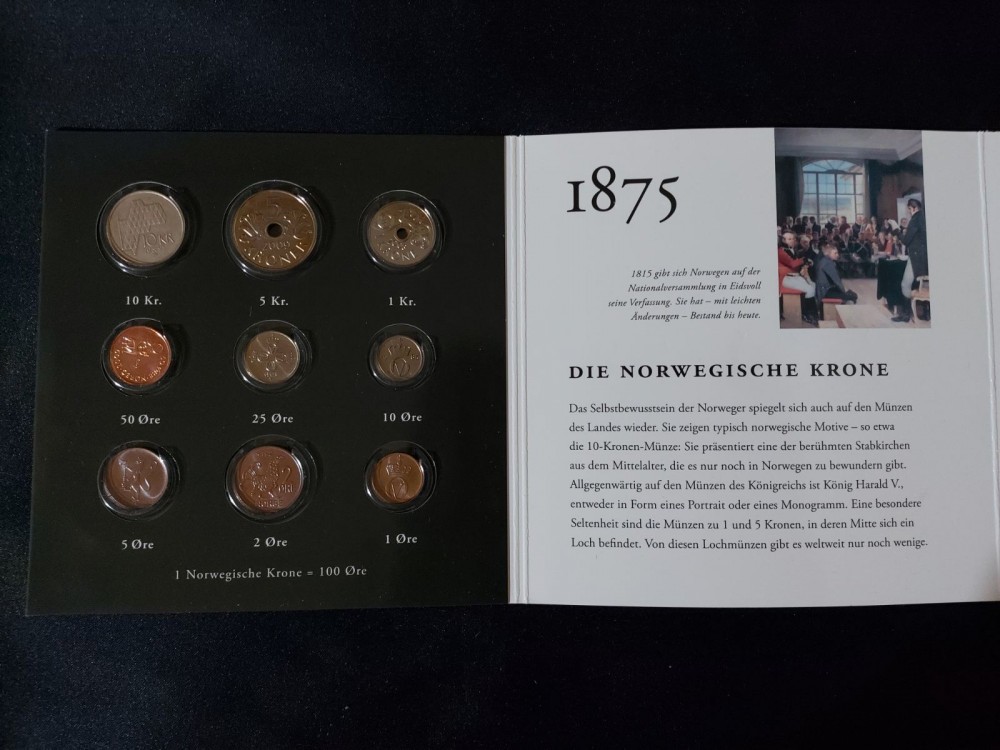 10 Kr.
5 Kr.
1 Kr.
50 Øre
25 Øre
10 Øre
5 Øre
2 Øre
1 Øre
1 Norwegische Krone = 100 Øre
1875
1815 gibt sich Norwegen auf der
Nationalversammlung in Eidsvoll
seine Verfassung. Sie hat – mit leichten
Änderungen – Bestand bis heute.
DIE NORWEGISCHE KRONE
Das Selbstbewusstsein der Norweger spiegelt sich auch auf den Münzen
des Landes wieder. Sie zeigen typisch norwegische Motive – so etwa
die 10-Kronen-Münze: Sie präsentiert eine der berühmten Stabkirchen
aus dem Mittelalter, die es nur noch in Norwegen zu bewundern gibt.
Allgegenwärtig auf den Münzen des Königreichs ist König Harald V.,
entweder in Form eines Portrait oder eines Monogramm. Eine besondere
Seltenheit sind die Münzen zu 1 und 5 Kronen, in deren Mitte sich ein
Loch befindet. Von diesen Lochmünzen gibt es weltweit nur noch wenige.